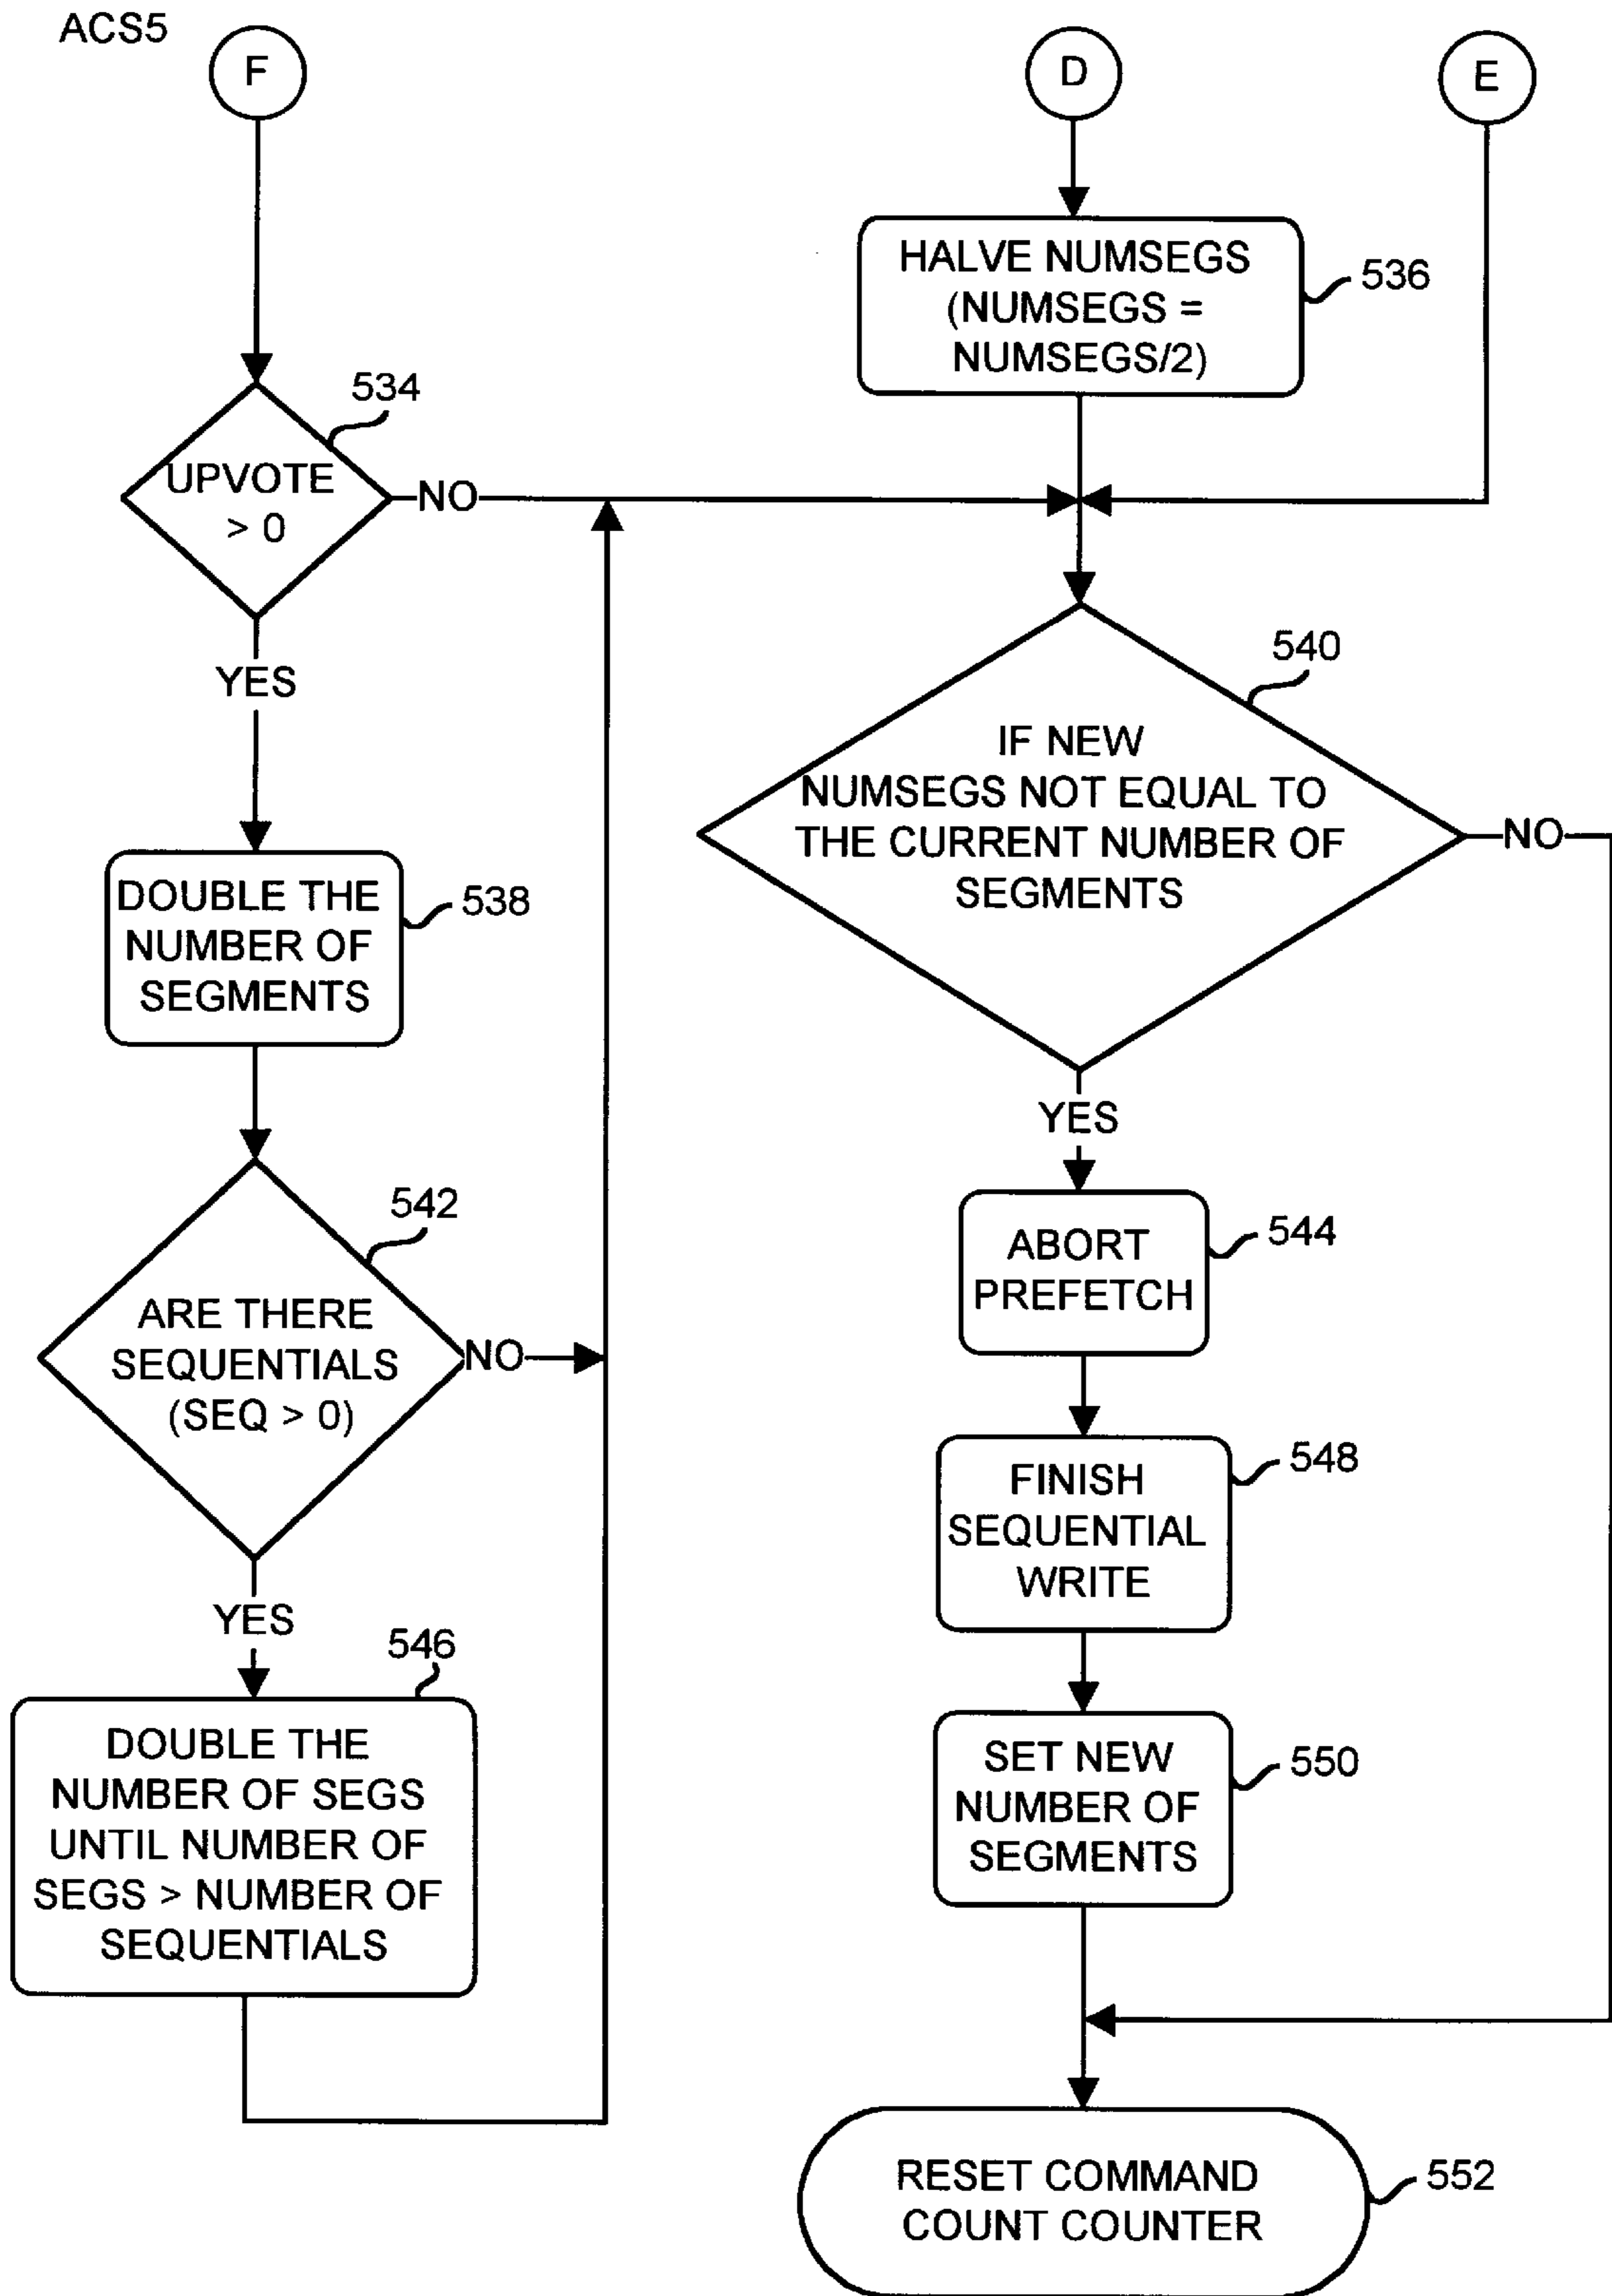 ACS5
F
D
E
HALVE NUMSEGS
(NUMSEGS =
NUMSEGS/2)
536
534
UPVOTE
> 0
NO
YES
540
IF NEW
NUMSEGS NOT EQUAL TO
THE CURRENT NUMBER OF
SEGMENTS
NO
YES
DOUBLE THE
NUMBER OF
SEGMENTS
538
542
ARE THERE
SEQUENTIALS
(SEQ > 0)
NO
YES
ABORT
PREFETCH
544
FINISH
SEQUENTIAL
WRITE
548
546
DOUBLE THE
NUMBER OF SEGS
UNTIL NUMBER OF
SEGS > NUMBER OF
SEQUENTIALS
SET NEW
NUMBER OF
SEGMENTS
550
RESET COMMAND
COUNT COUNTER
552